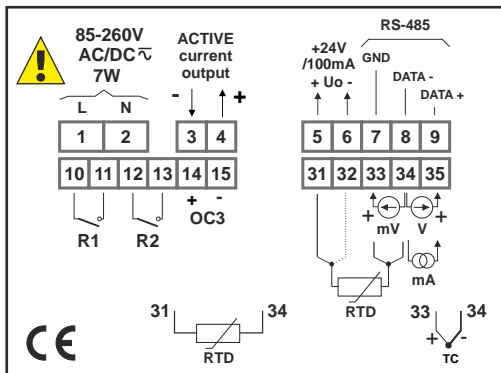 85-260V
AC/DC
7W
L N
ACTIVE
current
output
- +
+24V
/100mA
+ Uo -
RS-485
GND
DATA -
DATA +
1 2 3 4
5 6 7 8 9
10 11 12 13 14 15
31 32 33 34 35
R1 R2
+ -
OC3
+ mV
V +
mA
RTD
31 34
RTD
33 34
+ -
TC
CE